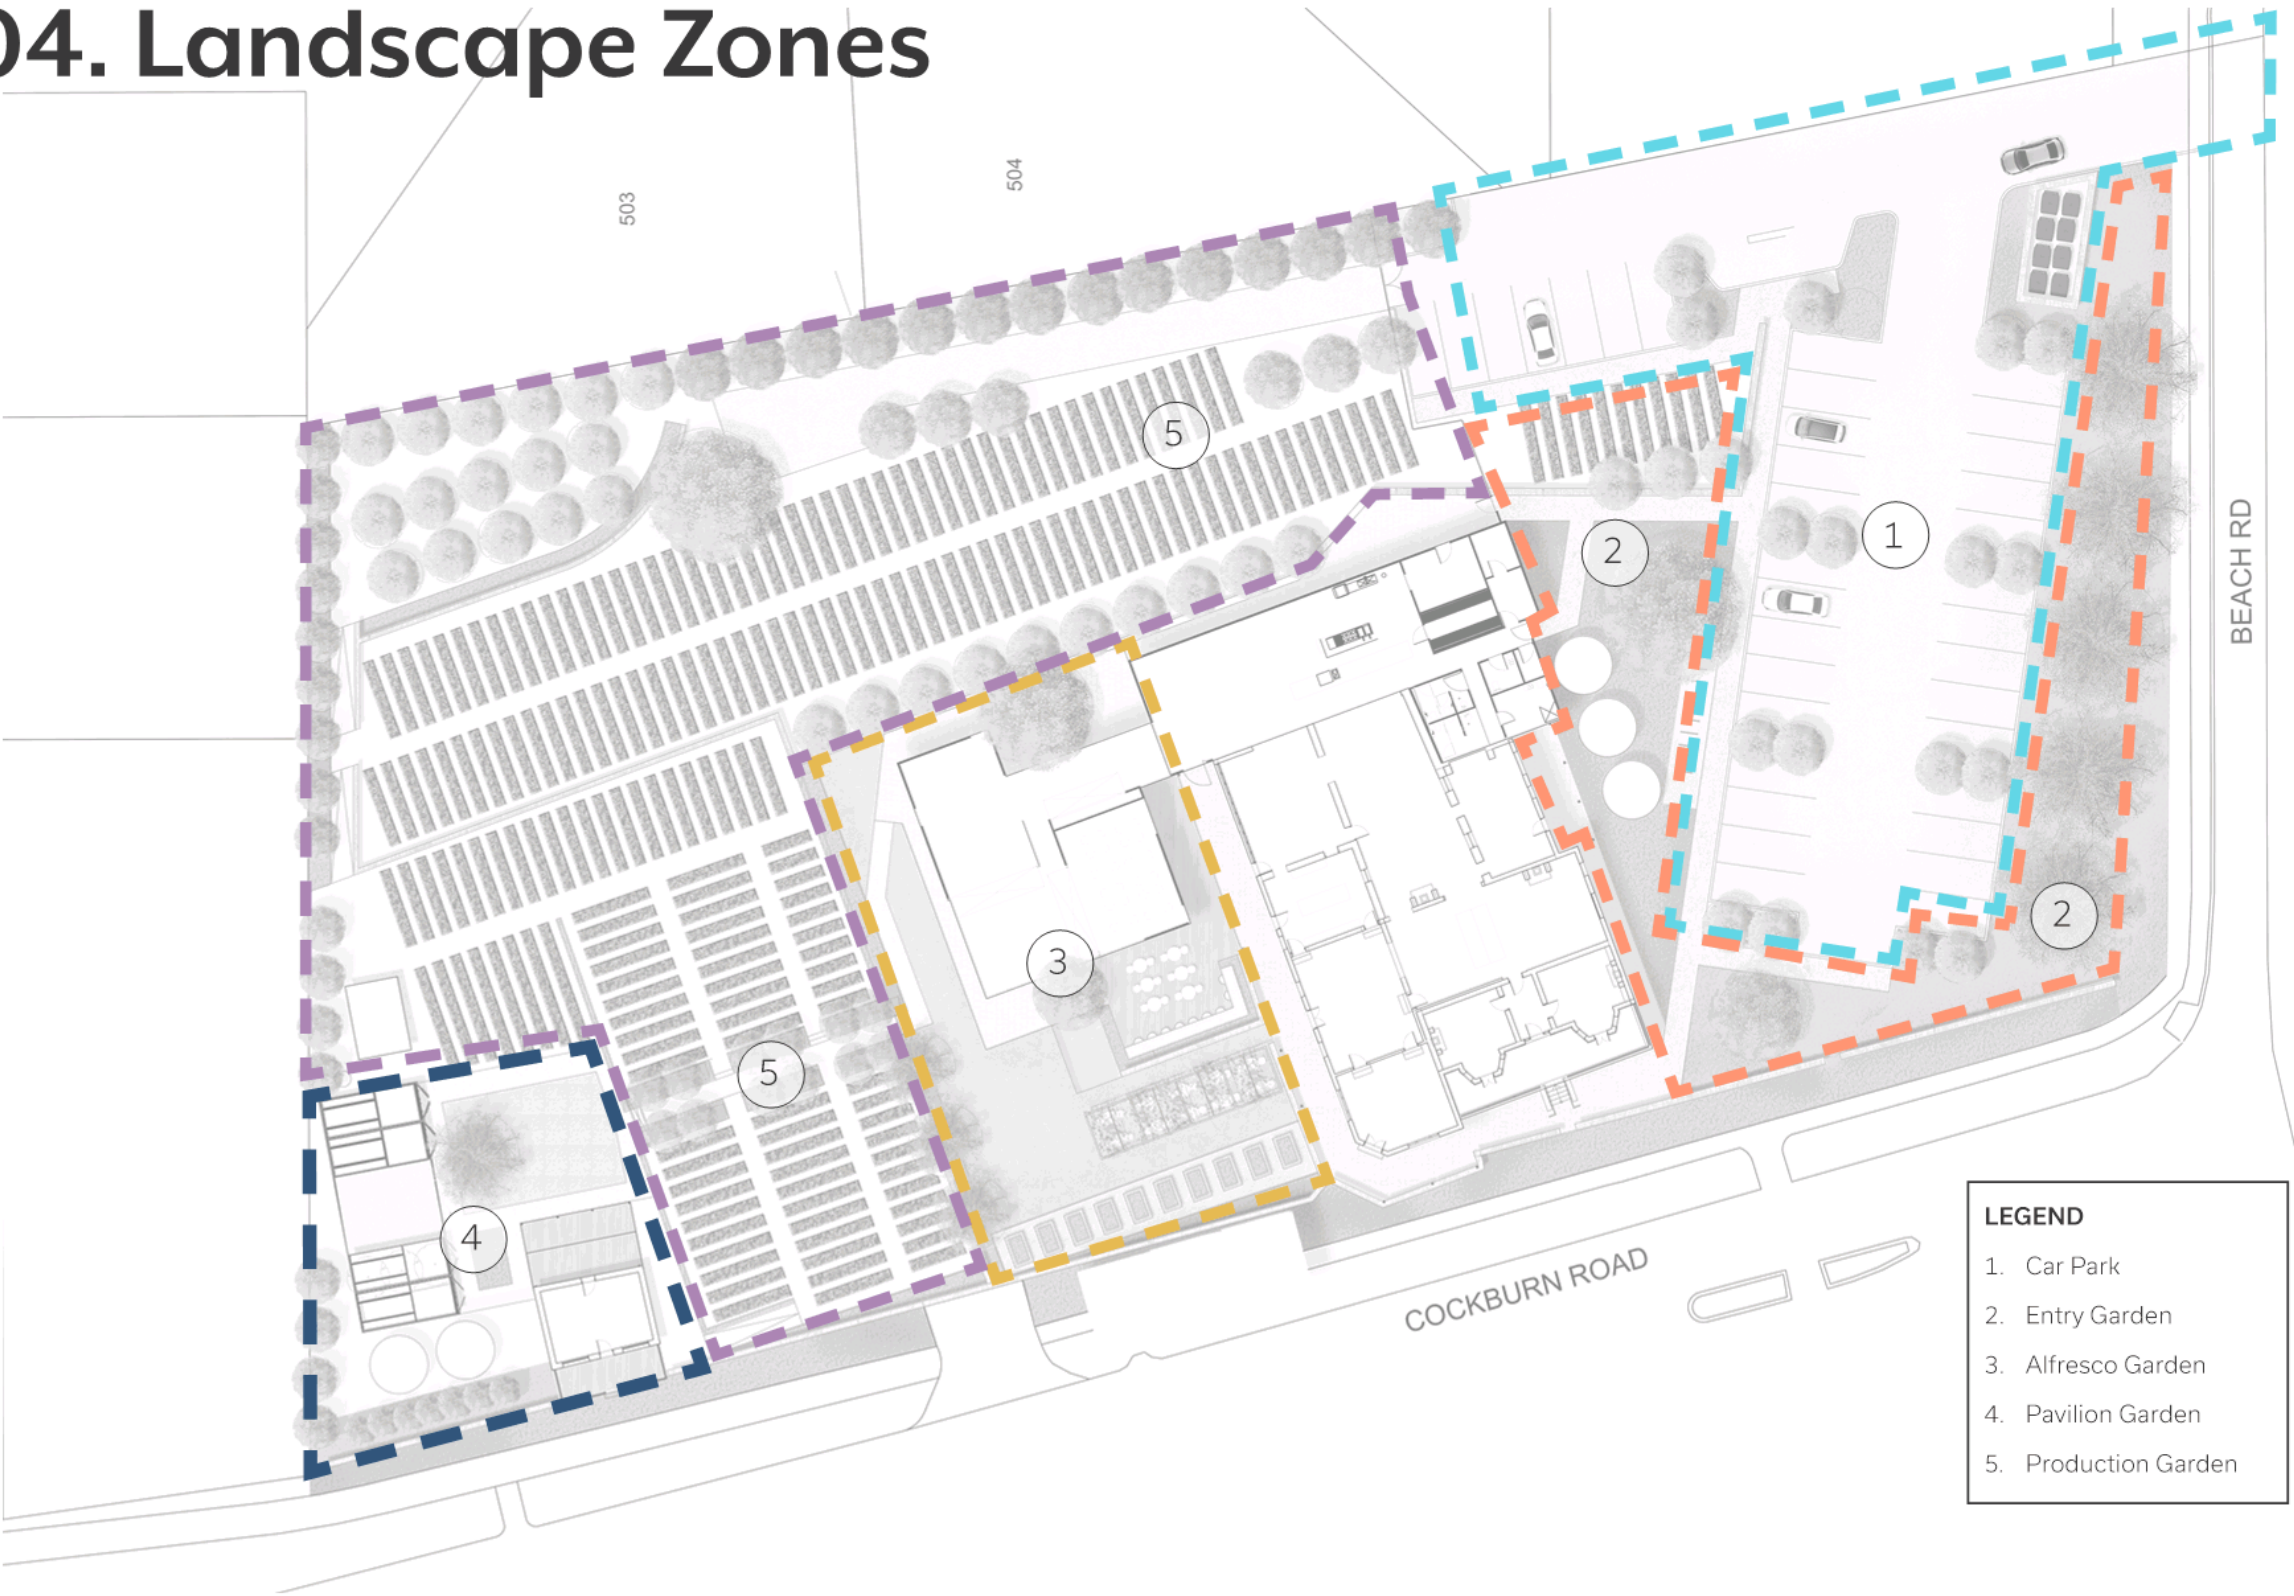 04. Landscape Zones
503
504
5
2
1
BEACH RD
2
3
5
4
COCKBURN ROAD
LEGEND
1. Car Park
2. Entry Garden
3. Alfresco Garden
4. Pavilion Garden
5. Production Garden